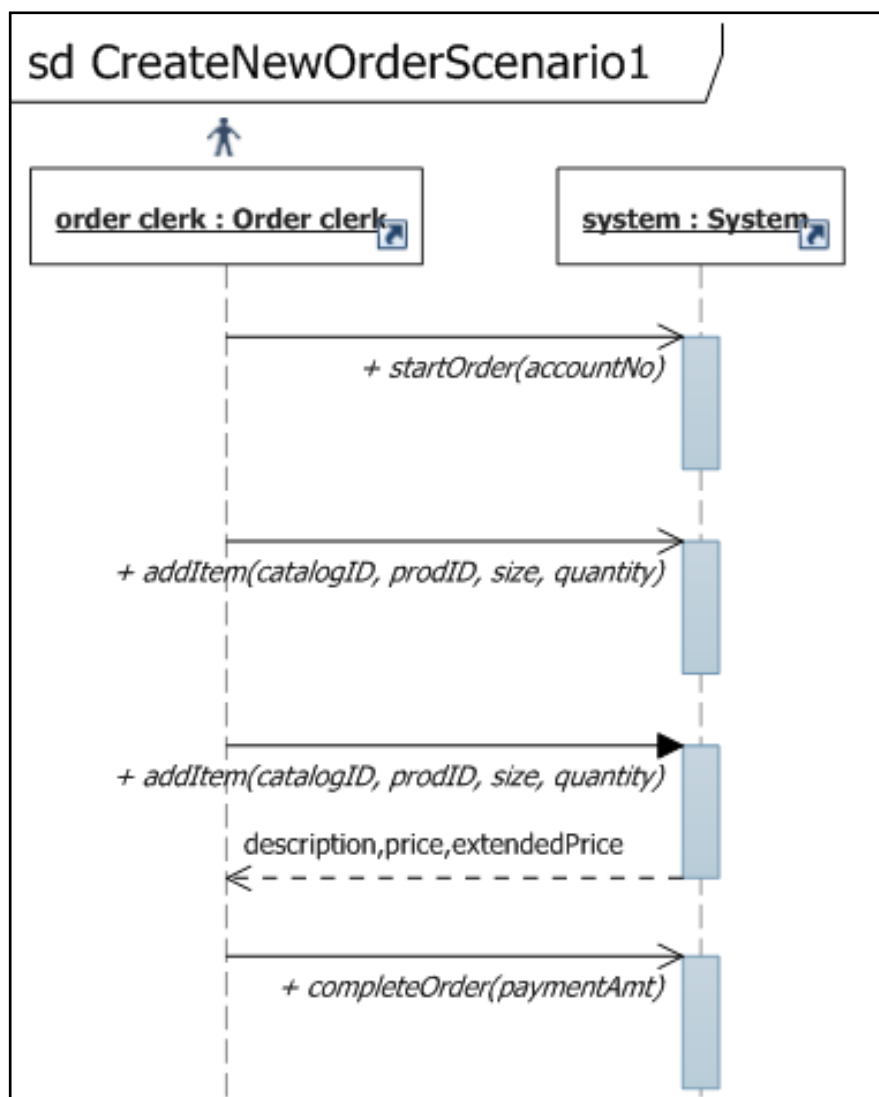 sd CreateNewOrderScenario1
order clerk : Order clerk
system : System
+ startOrder(accountNo)
+ addItem(catalogID, prodID, size, quantity)
+ addItem(catalogID, prodID, size, quantity)
description,price,extendedPrice
+ completeOrder(paymentAmt)